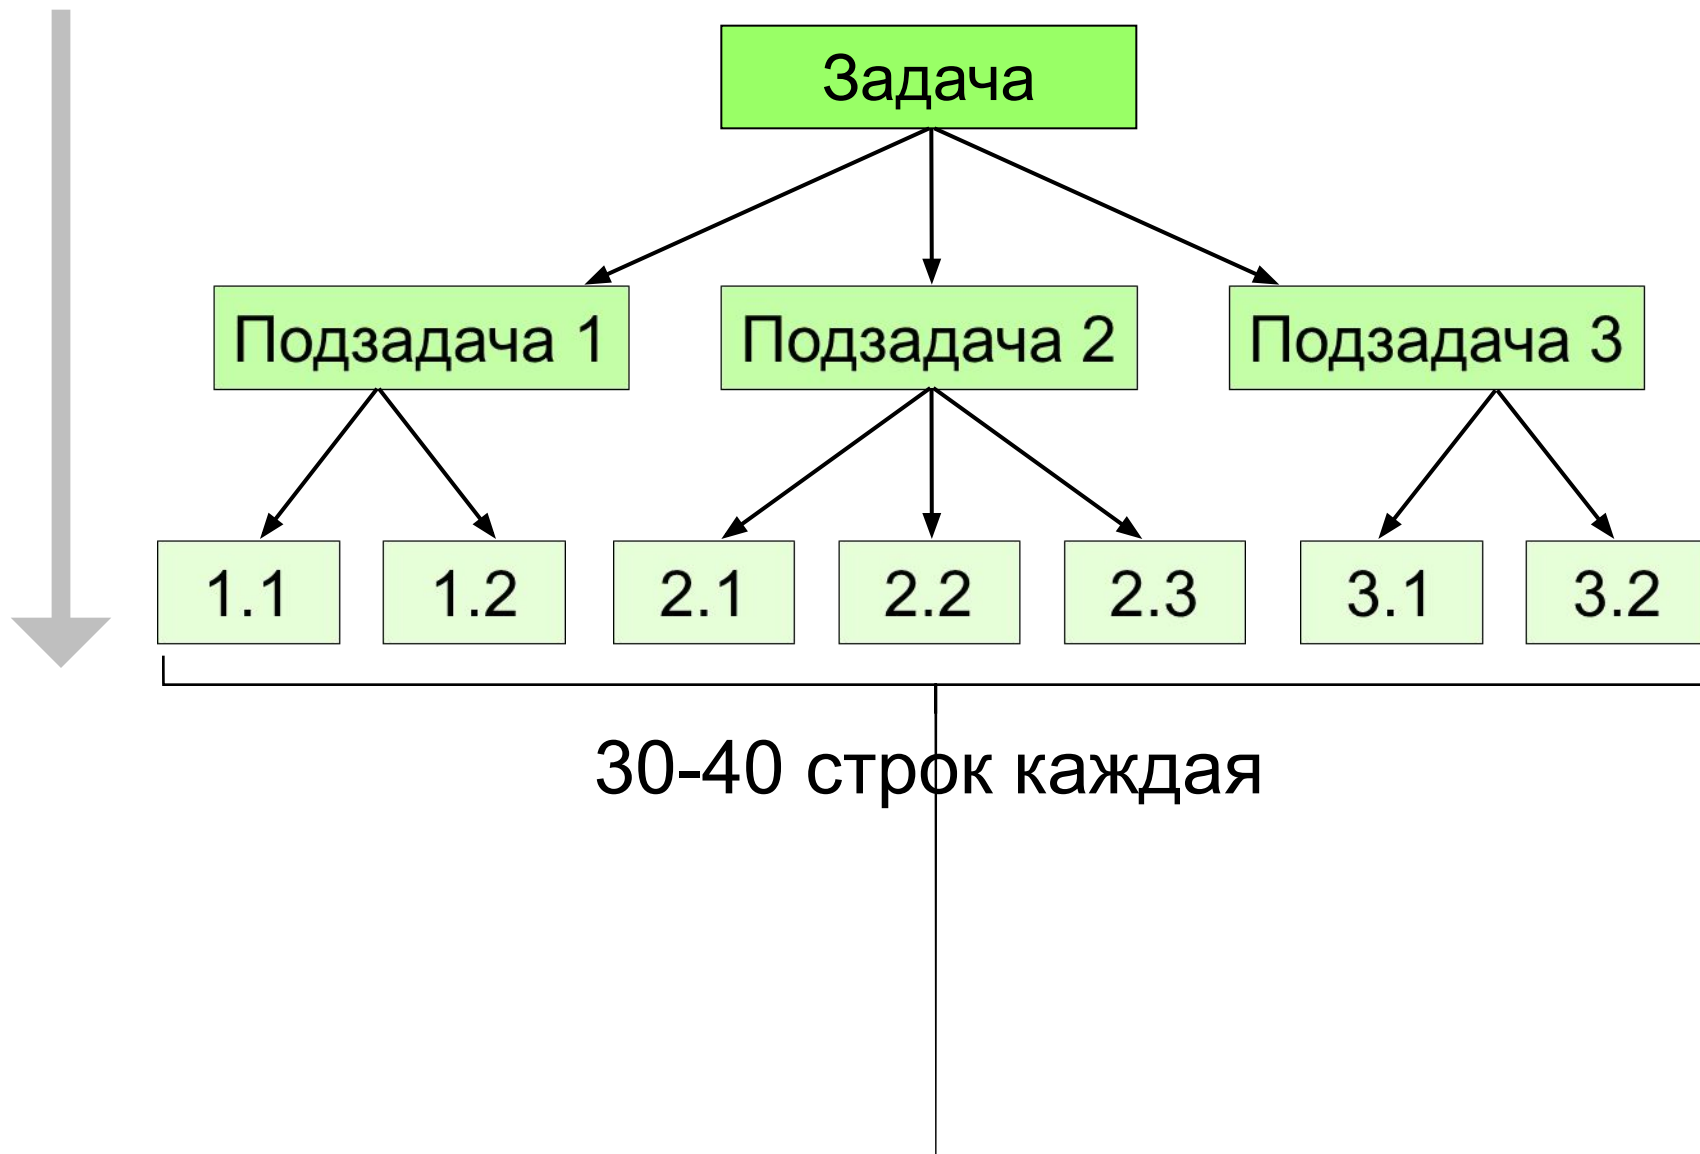 Задача
Подзадача 1 Подзадача 2 Подзадача 3
1.1 1.2 2.1 2.2 2.3 3.1 3.2
30-40 строк каждая